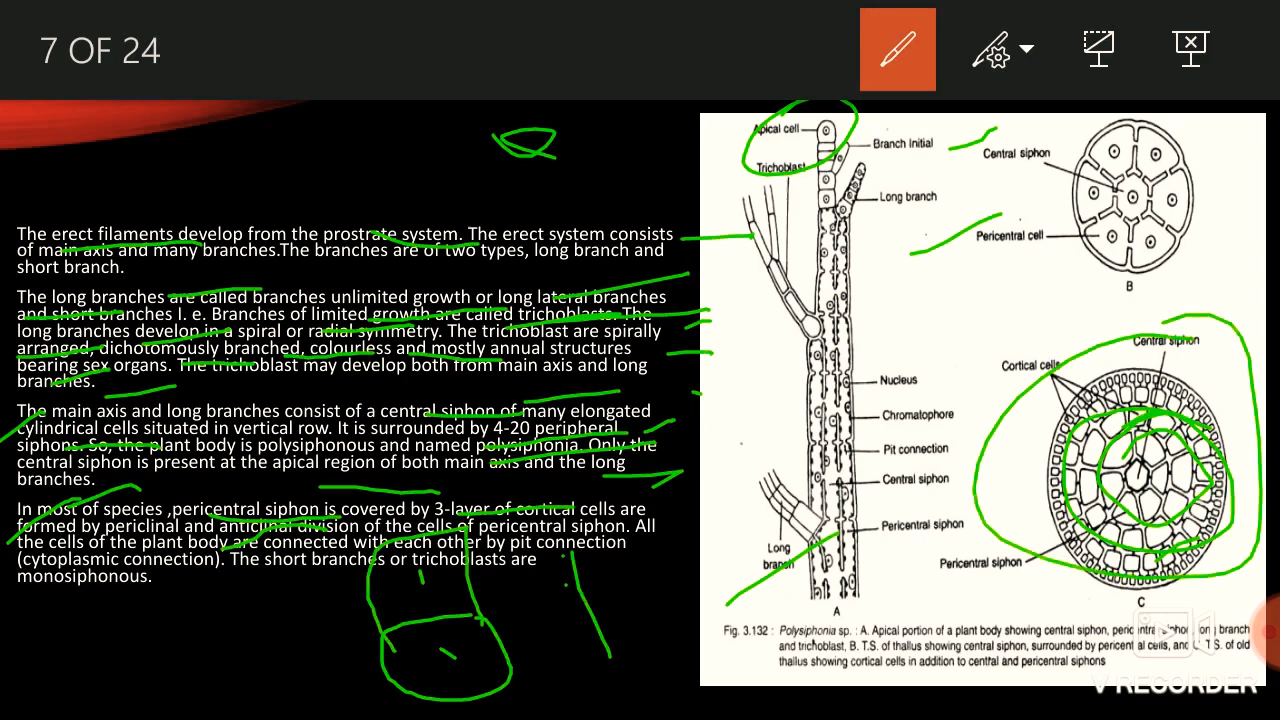 7 OF 24
The erect filaments develop from the prostrate system. The erect system consists
of main axis and many branches.The branches are of two types, long branch and
short branch.
The long branches are called branches unlimited growth or long lateral branches
and short branches I. e. Branches of limited growth are called trichoblasts. The
long branches develop in a spiral or radial symmetry. The trichoblast are spirally
arranged, dichotomously branched, colourless and mostly annual structures
bearing sex organs. The trichoblast may develop both from main axis and long
branches.
The main axis and long branches consist of a central siphon of many elongated
cylindrical cells situated in vertical row. It is surrounded by 4-20 peripheral
siphons. So, the plant body is polysiphonous and named polysiphonia. Only the
central siphon is present at the apical region of both main axis and the long
branches.
In most of species ,pericentral siphon is covered by 3-layer of cortical cells are
formed by periclinal and anticlinal division of the cells of pericentral siphon. All
the cells of the plant body are connected with each other by pit connection
(cytoplasmic connection). The short branches or trichoblasts are
monosiphonous.
Apical cell
Branch Initial
Trichoblast
Long branch
Nucleus
Chromatophore
Pit connection
Central siphon
Pericentral siphon
Long
branch
A
Central siphon
Pericentral cell
B
Central siphon
Cortical cells
Pericentral siphon
C
Fig. 3.132 : Polysiphonia sp. : A. Apical portion of a plant body showing central siphon, pericentral siphon, long branch
and trichoblast, B. T.S. of thallus showing central siphon, surrounded by pericentral cells, and C. T.S. of old
thallus showing cortical cells in addition to central and pericentral siphons
V RECORDER